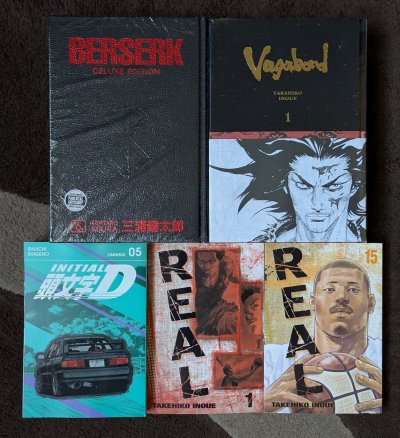 BERSERK
DELUXE EDITION
三浦建太郎
Vagabond
TAKEHIKO
INOUE
1
SHUICHI
SHIGENO
OMNIBUS 05
INITIAL
頭文字D
REAL
TAKEHIKO INOUE
1
15
REAL
TAKEHIKO INOUE